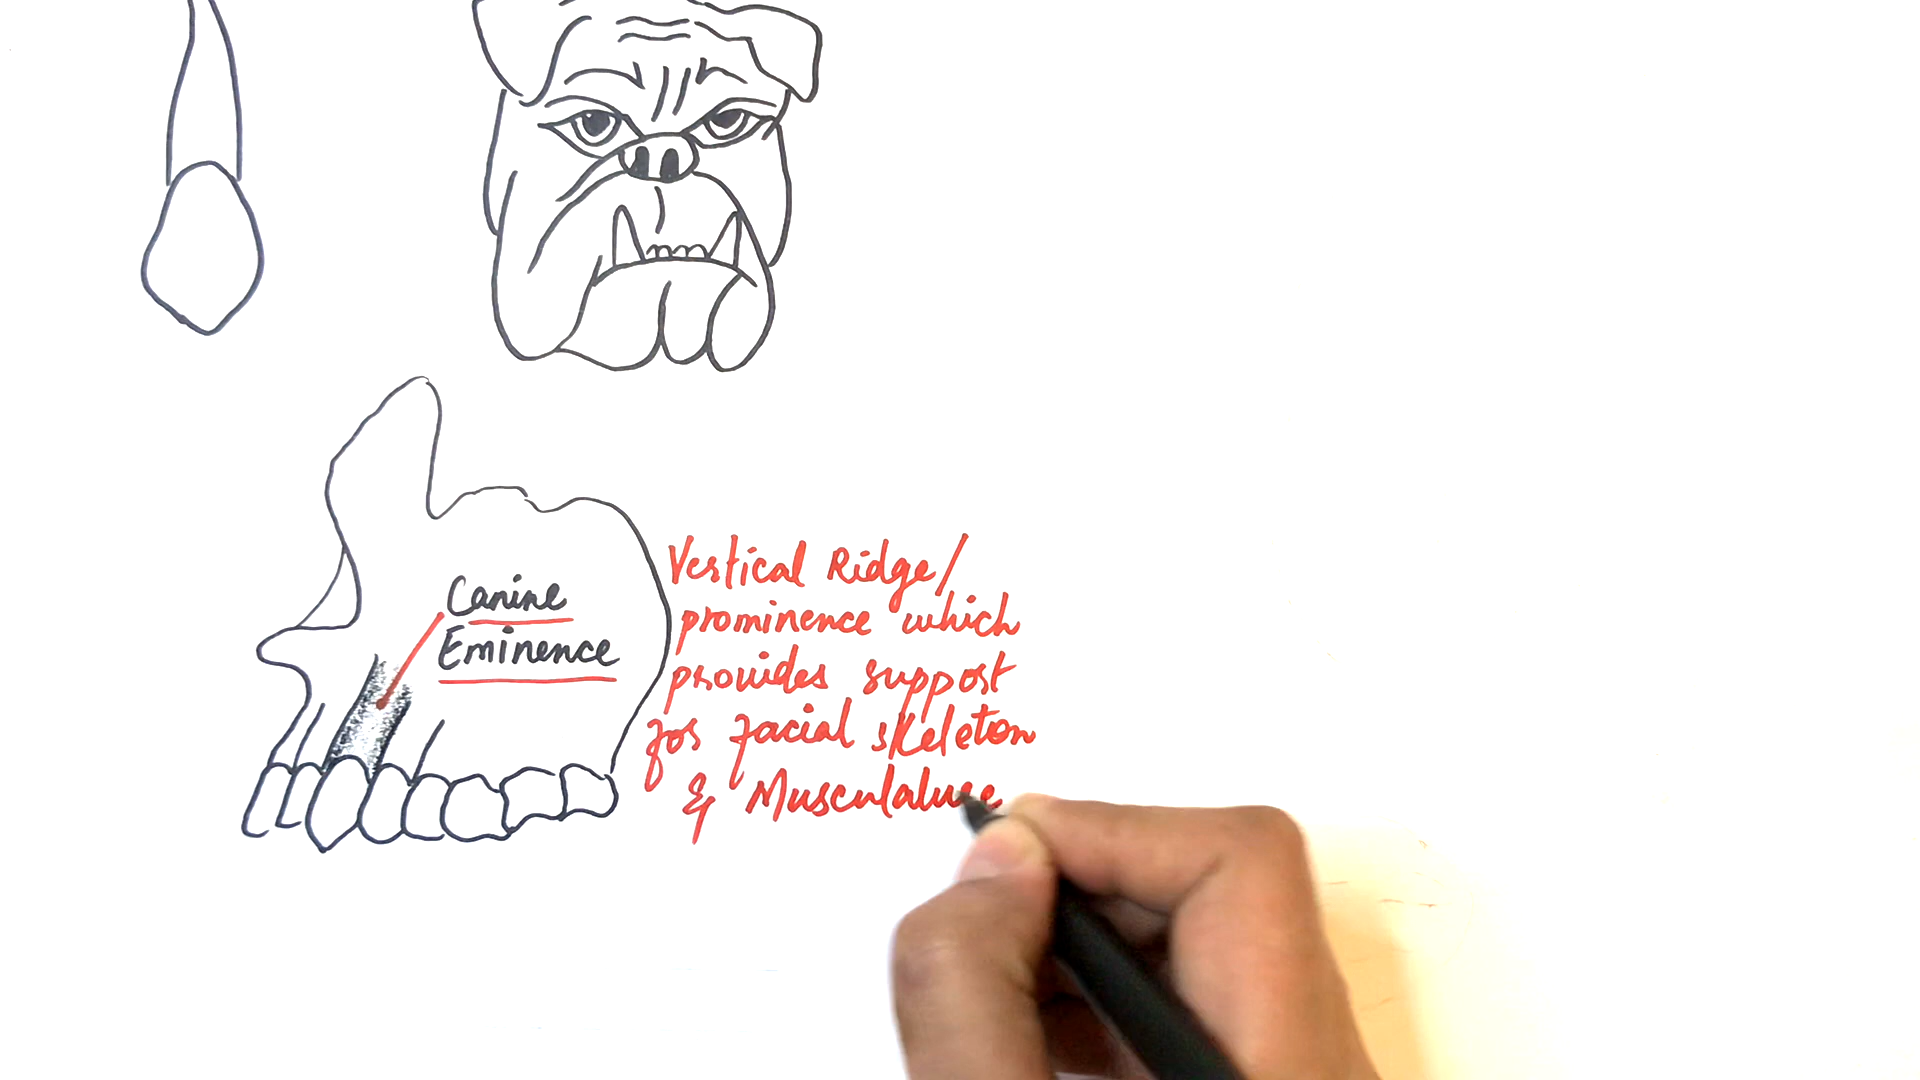 Canine
Eminence
Vertical Ridge/
prominence which
provides support
for facial skeleton
& Musculature